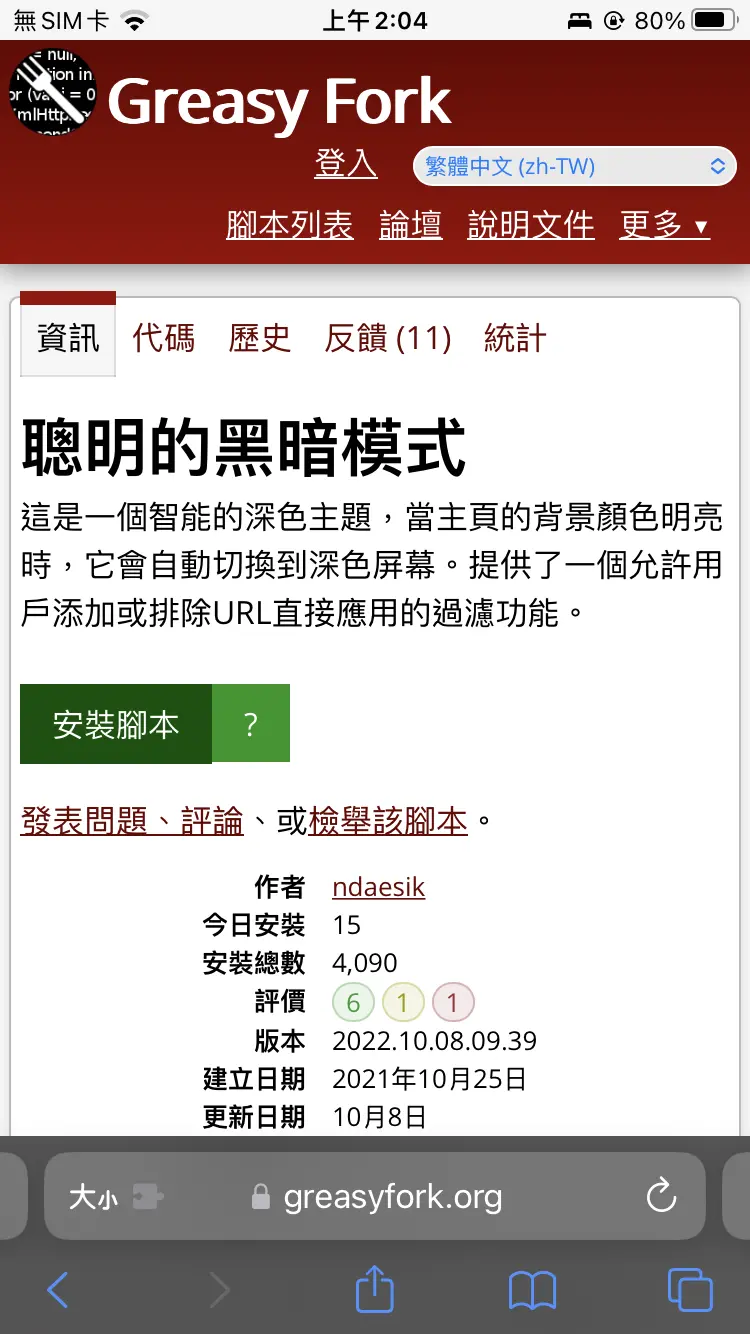 無SIM卡 上午2:04 80%
Greasy Fork
登入 繁體中文 (zh-TW)
腳本列表 論壇 說明文件 更多 ▼
資訊 代碼 歷史 反饋 (11) 統計
聰明的黑暗模式
這是一個智能的深色主題，當主頁的背景顏色明亮
時，它會自動切換到深色屏幕。提供了一個允許用
戶添加或排除URL直接應用的過濾功能。
安裝腳本 ?
發表問題、評論、或檢舉該腳本。
作者 ndaesik
今日安裝 15
安裝總數 4,090
評價 6 1 1
版本 2022.10.08.09.39
建立日期 2021年10月25日
更新日期 10月8日
大小 greasyfork.org